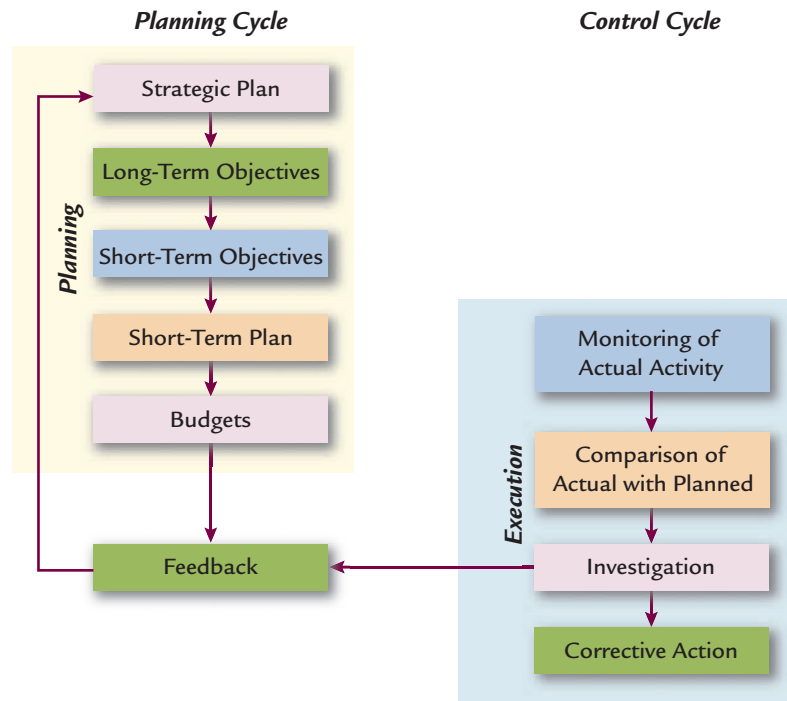 Planning Cycle
Control Cycle
Planning
Strategic Plan
Long-Term Objectives
Short-Term Objectives
Short-Term Plan
Budgets
Feedback
Execution
Monitoring of
Actual Activity
Comparison of
Actual with Planned
Investigation
Corrective Action